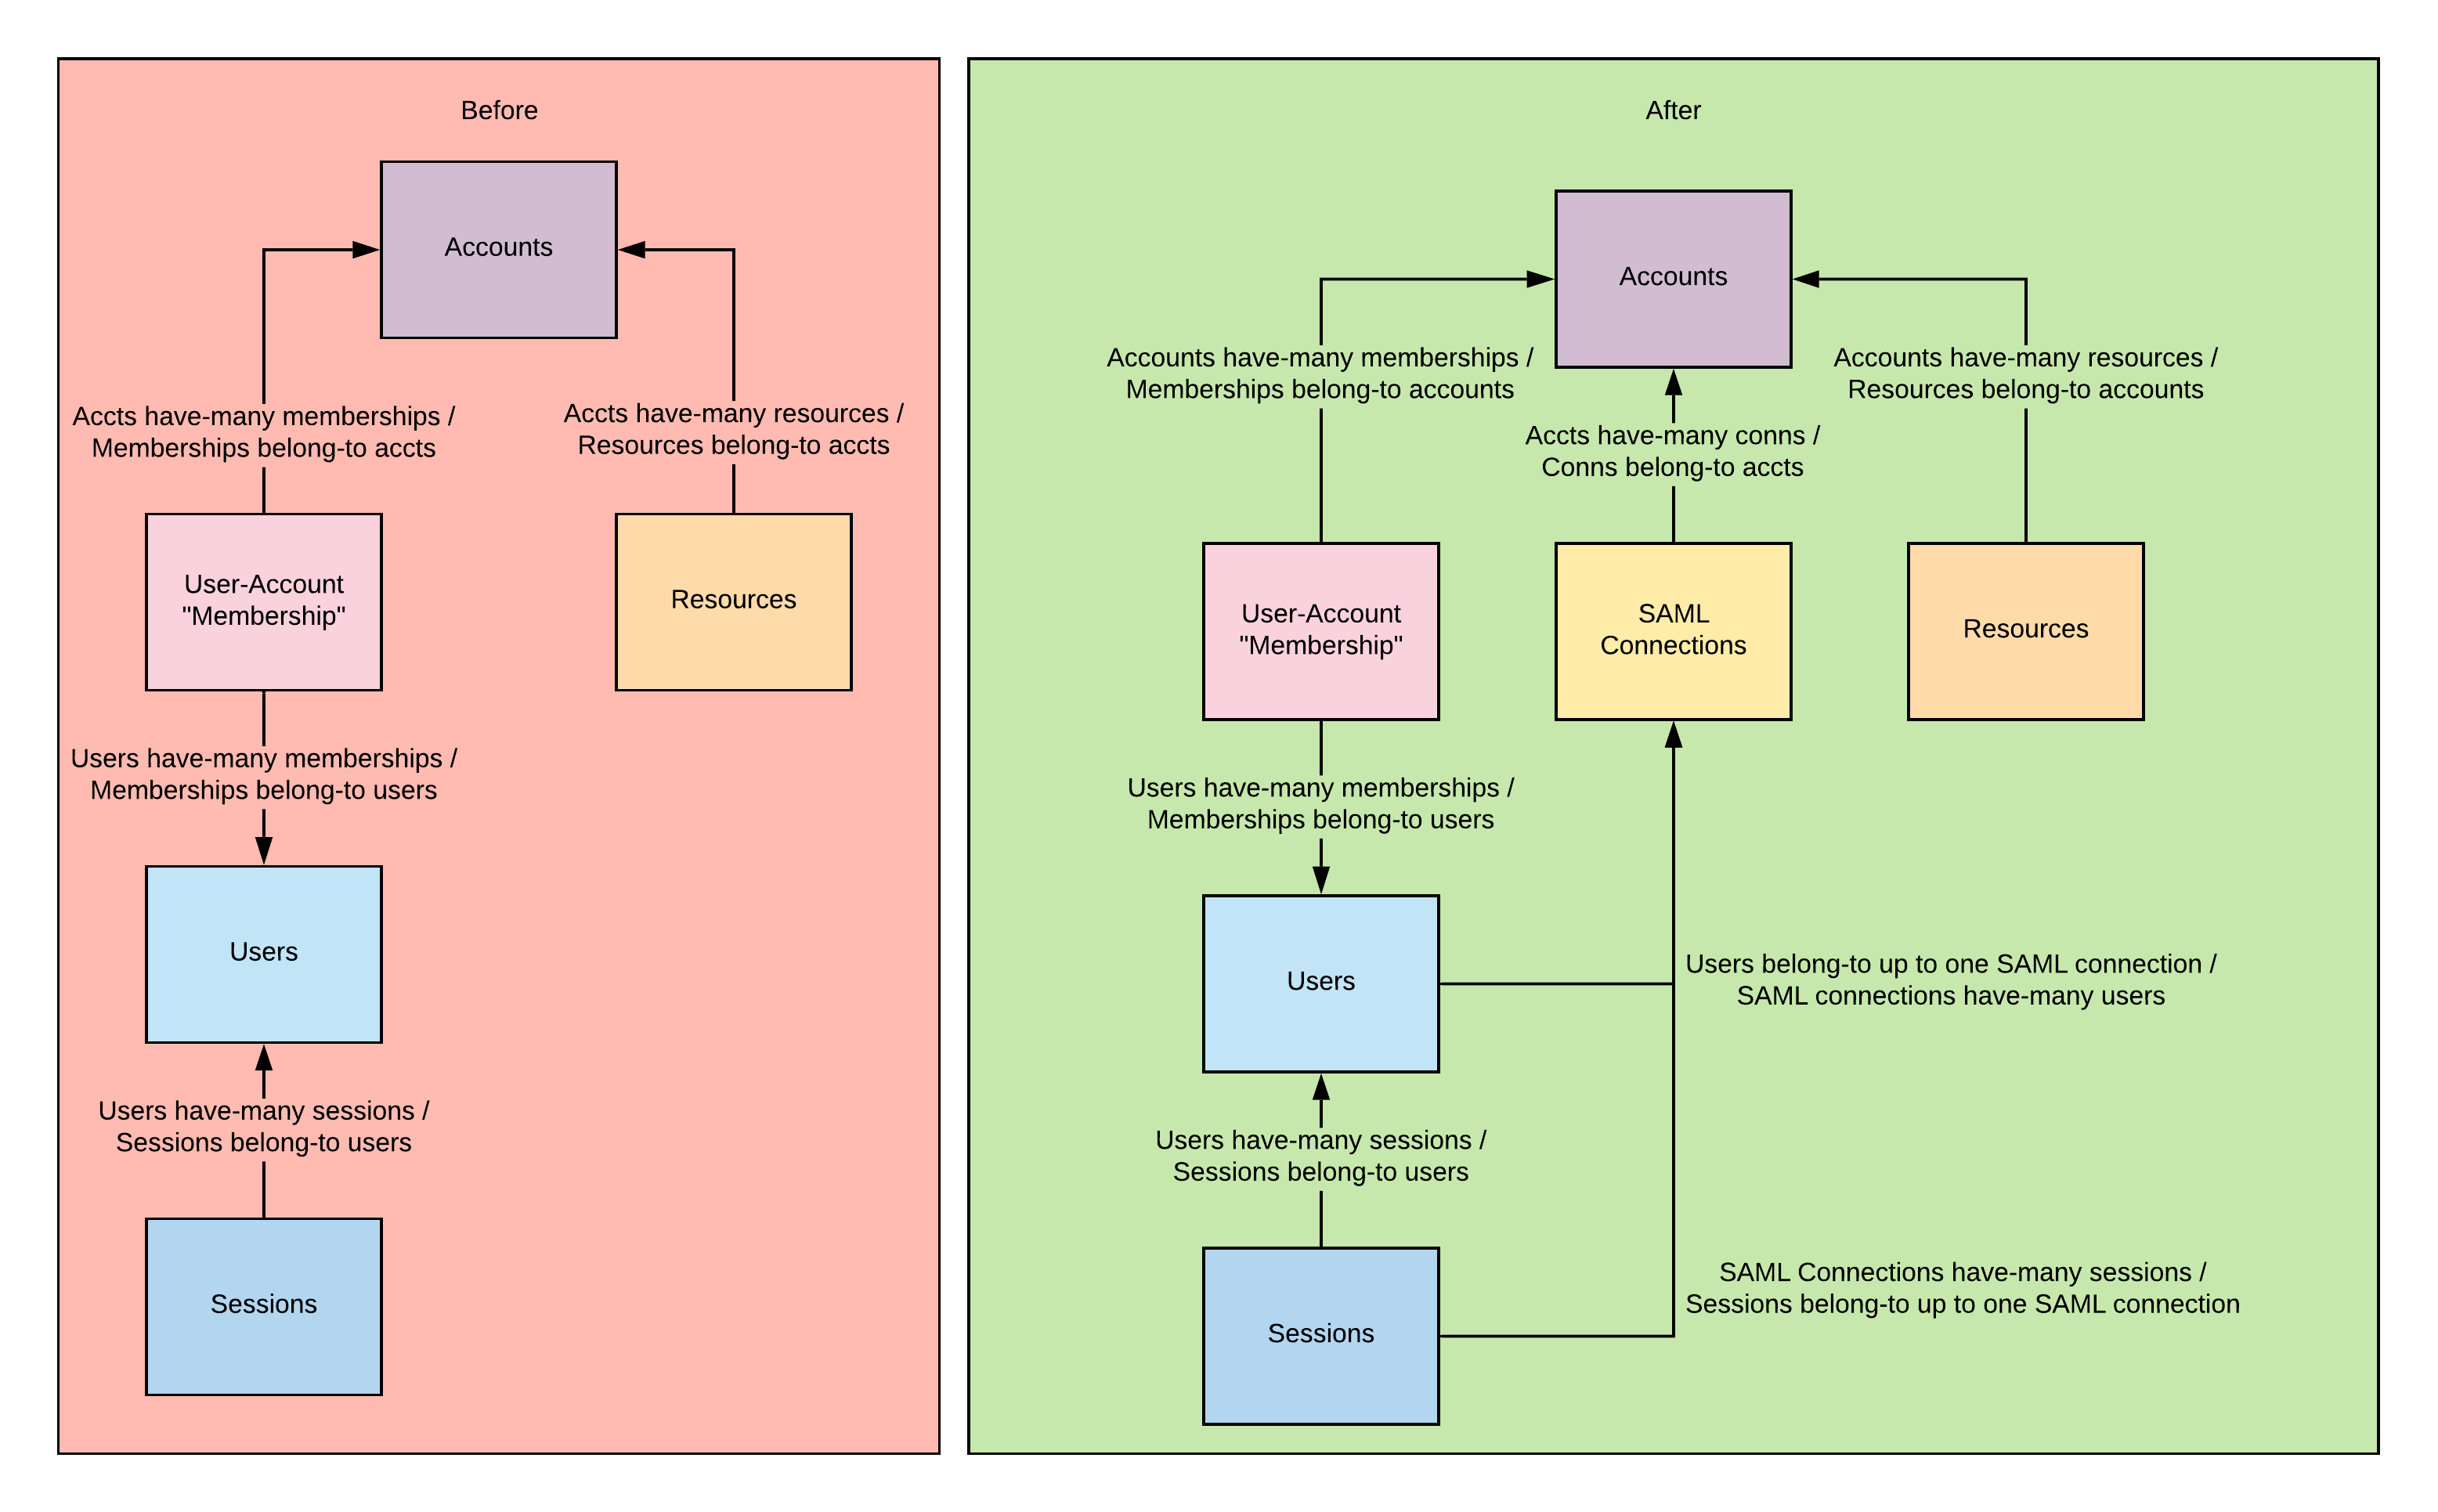 Before
Accounts
Accts have-many memberships /
Memberships belong-to accts
Accts have-many resources /
Resources belong-to accts
User-Account
"Membership"
Resources
Users have-many memberships /
Memberships belong-to users
Users
Users have-many sessions /
Sessions belong-to users
Sessions
After
Accounts
Accounts have-many memberships /
Memberships belong-to accounts
Accts have-many conns /
Conns belong-to accts
Accounts have-many resources /
Resources belong-to accounts
User-Account
"Membership"
SAML
Connections
Resources
Users have-many memberships /
Memberships belong-to users
Users
Users belong-to up to one SAML connection /
SAML connections have-many users
Users have-many sessions /
Sessions belong-to users
Sessions
SAML Connections have-many sessions /
Sessions belong-to up to one SAML connection